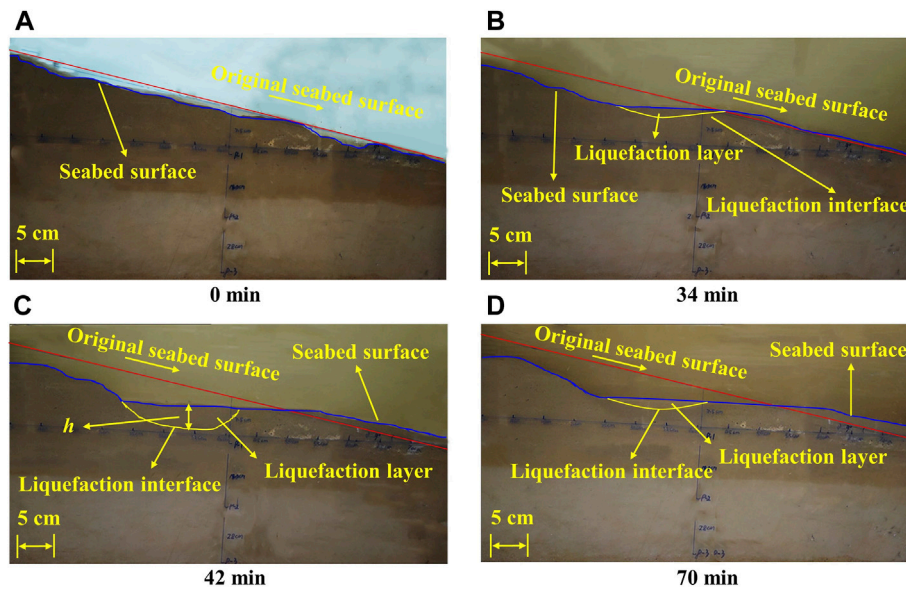 A
Original seabed surface
Seabed surface
5 cm
0 min
B
Original seabed surface
Liquefaction layer
Seabed surface
Liquefaction interface
5 cm
34 min
C
Original seabed surface
Seabed surface
h
Liquefaction layer
Liquefaction interface
5 cm
42 min
D
Original seabed surface
Seabed surface
Liquefaction interface
Liquefaction layer
5 cm
70 min